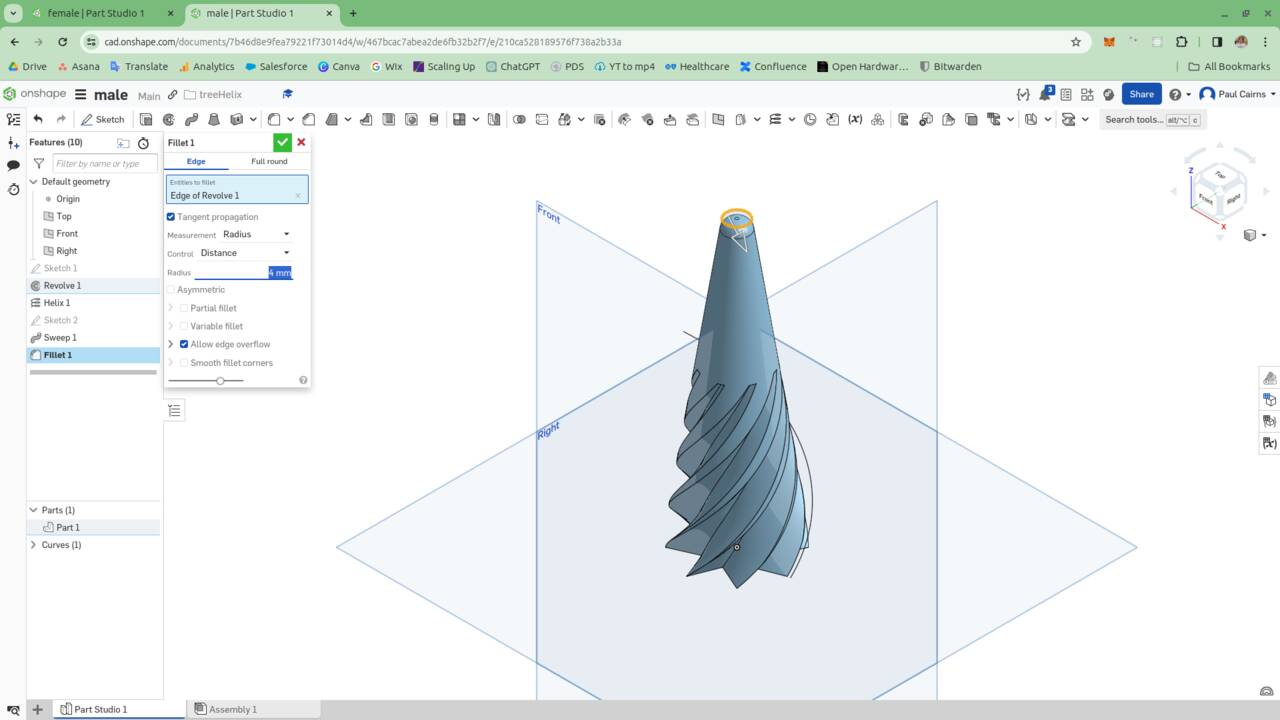 female | Part Studio 1
male | Part Studio 1
cad.onshape.com/documents/7b46d8e9fea79221f73014d4/w/467bcac7abea2de6fb32b2f7/e/210ca528189576f738a2b33a
Drive
Asana
Translate
Analytics
Salesforce
Canva
Wix
Scaling Up
ChatGPT
PDS
YT to mp4
Healthcare
Confluence
Open Hardwar...
Bitwarden
All Bookmarks
onshape
male
Main
treeHelix
3
Share
Paul Cairns
Sketch
Search tools...
alt/⌥
c
Features (10)
Filter by name or type
Default geometry
Origin
Top
Front
Right
Sketch 1
Revolve 1
Helix 1
Sketch 2
Sweep 1
Fillet 1
Parts (1)
Part 1
Curves (1)
Fillet 1
Edge
Full round
Entities to fillet
Edge of Revolve 1
Tangent propagation
Measurement Radius
Control Distance
Radius 4 mm
Asymmetric
Partial fillet
Variable fillet
Allow edge overflow
Smooth fillet corners
Front
Right
Z
Top
Front
Right
X
Part Studio 1
Assembly 1